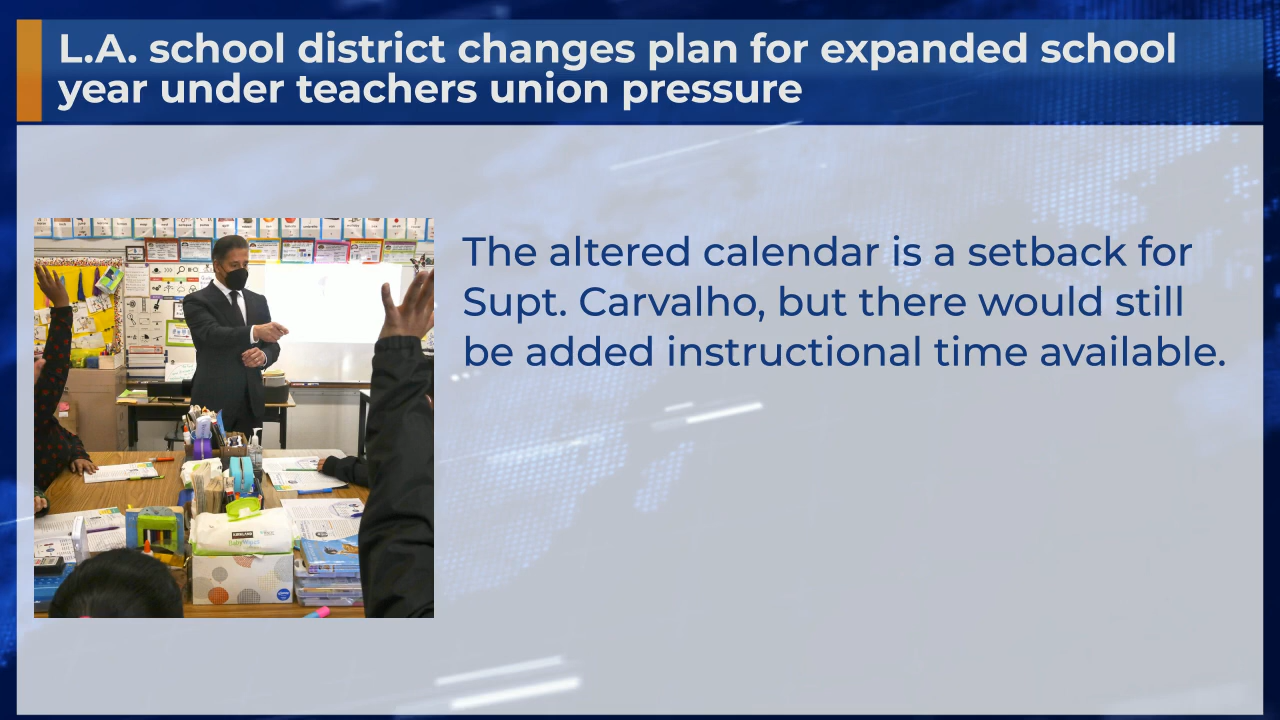 L.A. school district changes plan for expanded school
year under teachers union pressure
The altered calendar is a setback for
Supt. Carvalho, but there would still
be added instructional time available.